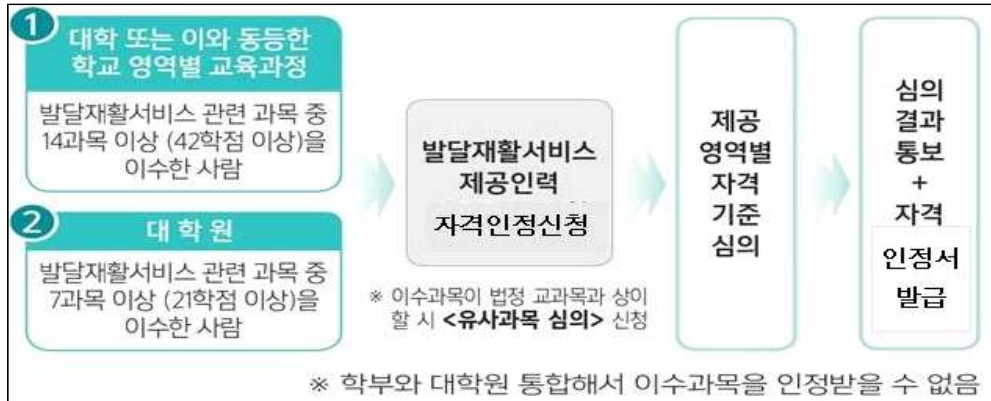 1
대학 또는 이와 동등한
학교 영역별 교육과정
발달재활서비스 관련 과목 중
14과목 이상 (42학점 이상)을
이수한 사람
2
대 학 원
발달재활서비스 관련 과목 중
7과목 이상 (21학점 이상)을
이수한 사람
발달재활서비스
제공인력
자격인정신청
※ 이수과목이 법정 교과목과 상이
할 시 <유사과목 심의> 신청
제공
영역별
자격
기준
심의
심의
결과
통보
+
자격
인정서
발급
※ 학부와 대학원 통합해서 이수과목을 인정받을 수 없음